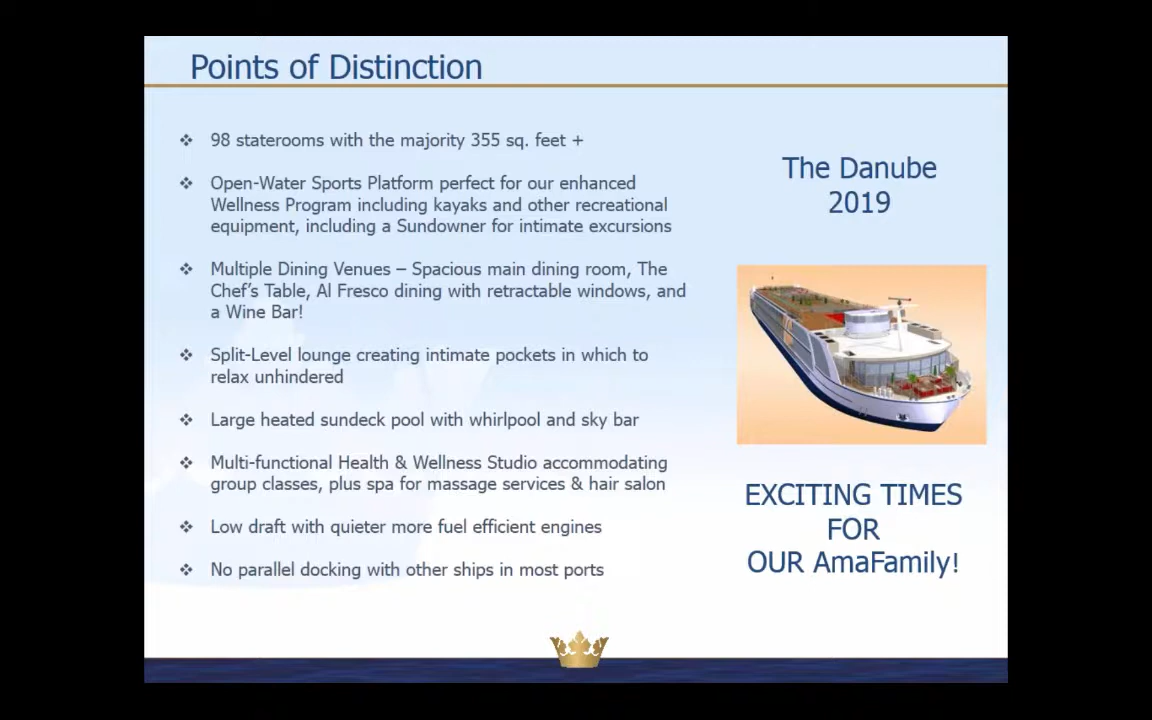 Points of Distinction
❖ 98 staterooms with the majority 355 sq. feet +
❖ Open-Water Sports Platform perfect for our enhanced
Wellness Program including kayaks and other recreational
equipment, including a Sundowner for intimate excursions
❖ Multiple Dining Venues – Spacious main dining room, The
Chef's Table, Al Fresco dining with retractable windows, and
a Wine Bar!
❖ Split-Level lounge creating intimate pockets in which to
relax unhindered
❖ Large heated sundeck pool with whirlpool and sky bar
❖ Multi-functional Health & Wellness Studio accommodating
group classes, plus spa for massage services & hair salon
❖ Low draft with quieter more fuel efficient engines
❖ No parallel docking with other ships in most ports
The Danube
2019
EXCITING TIMES
FOR
OUR AmaFamily!